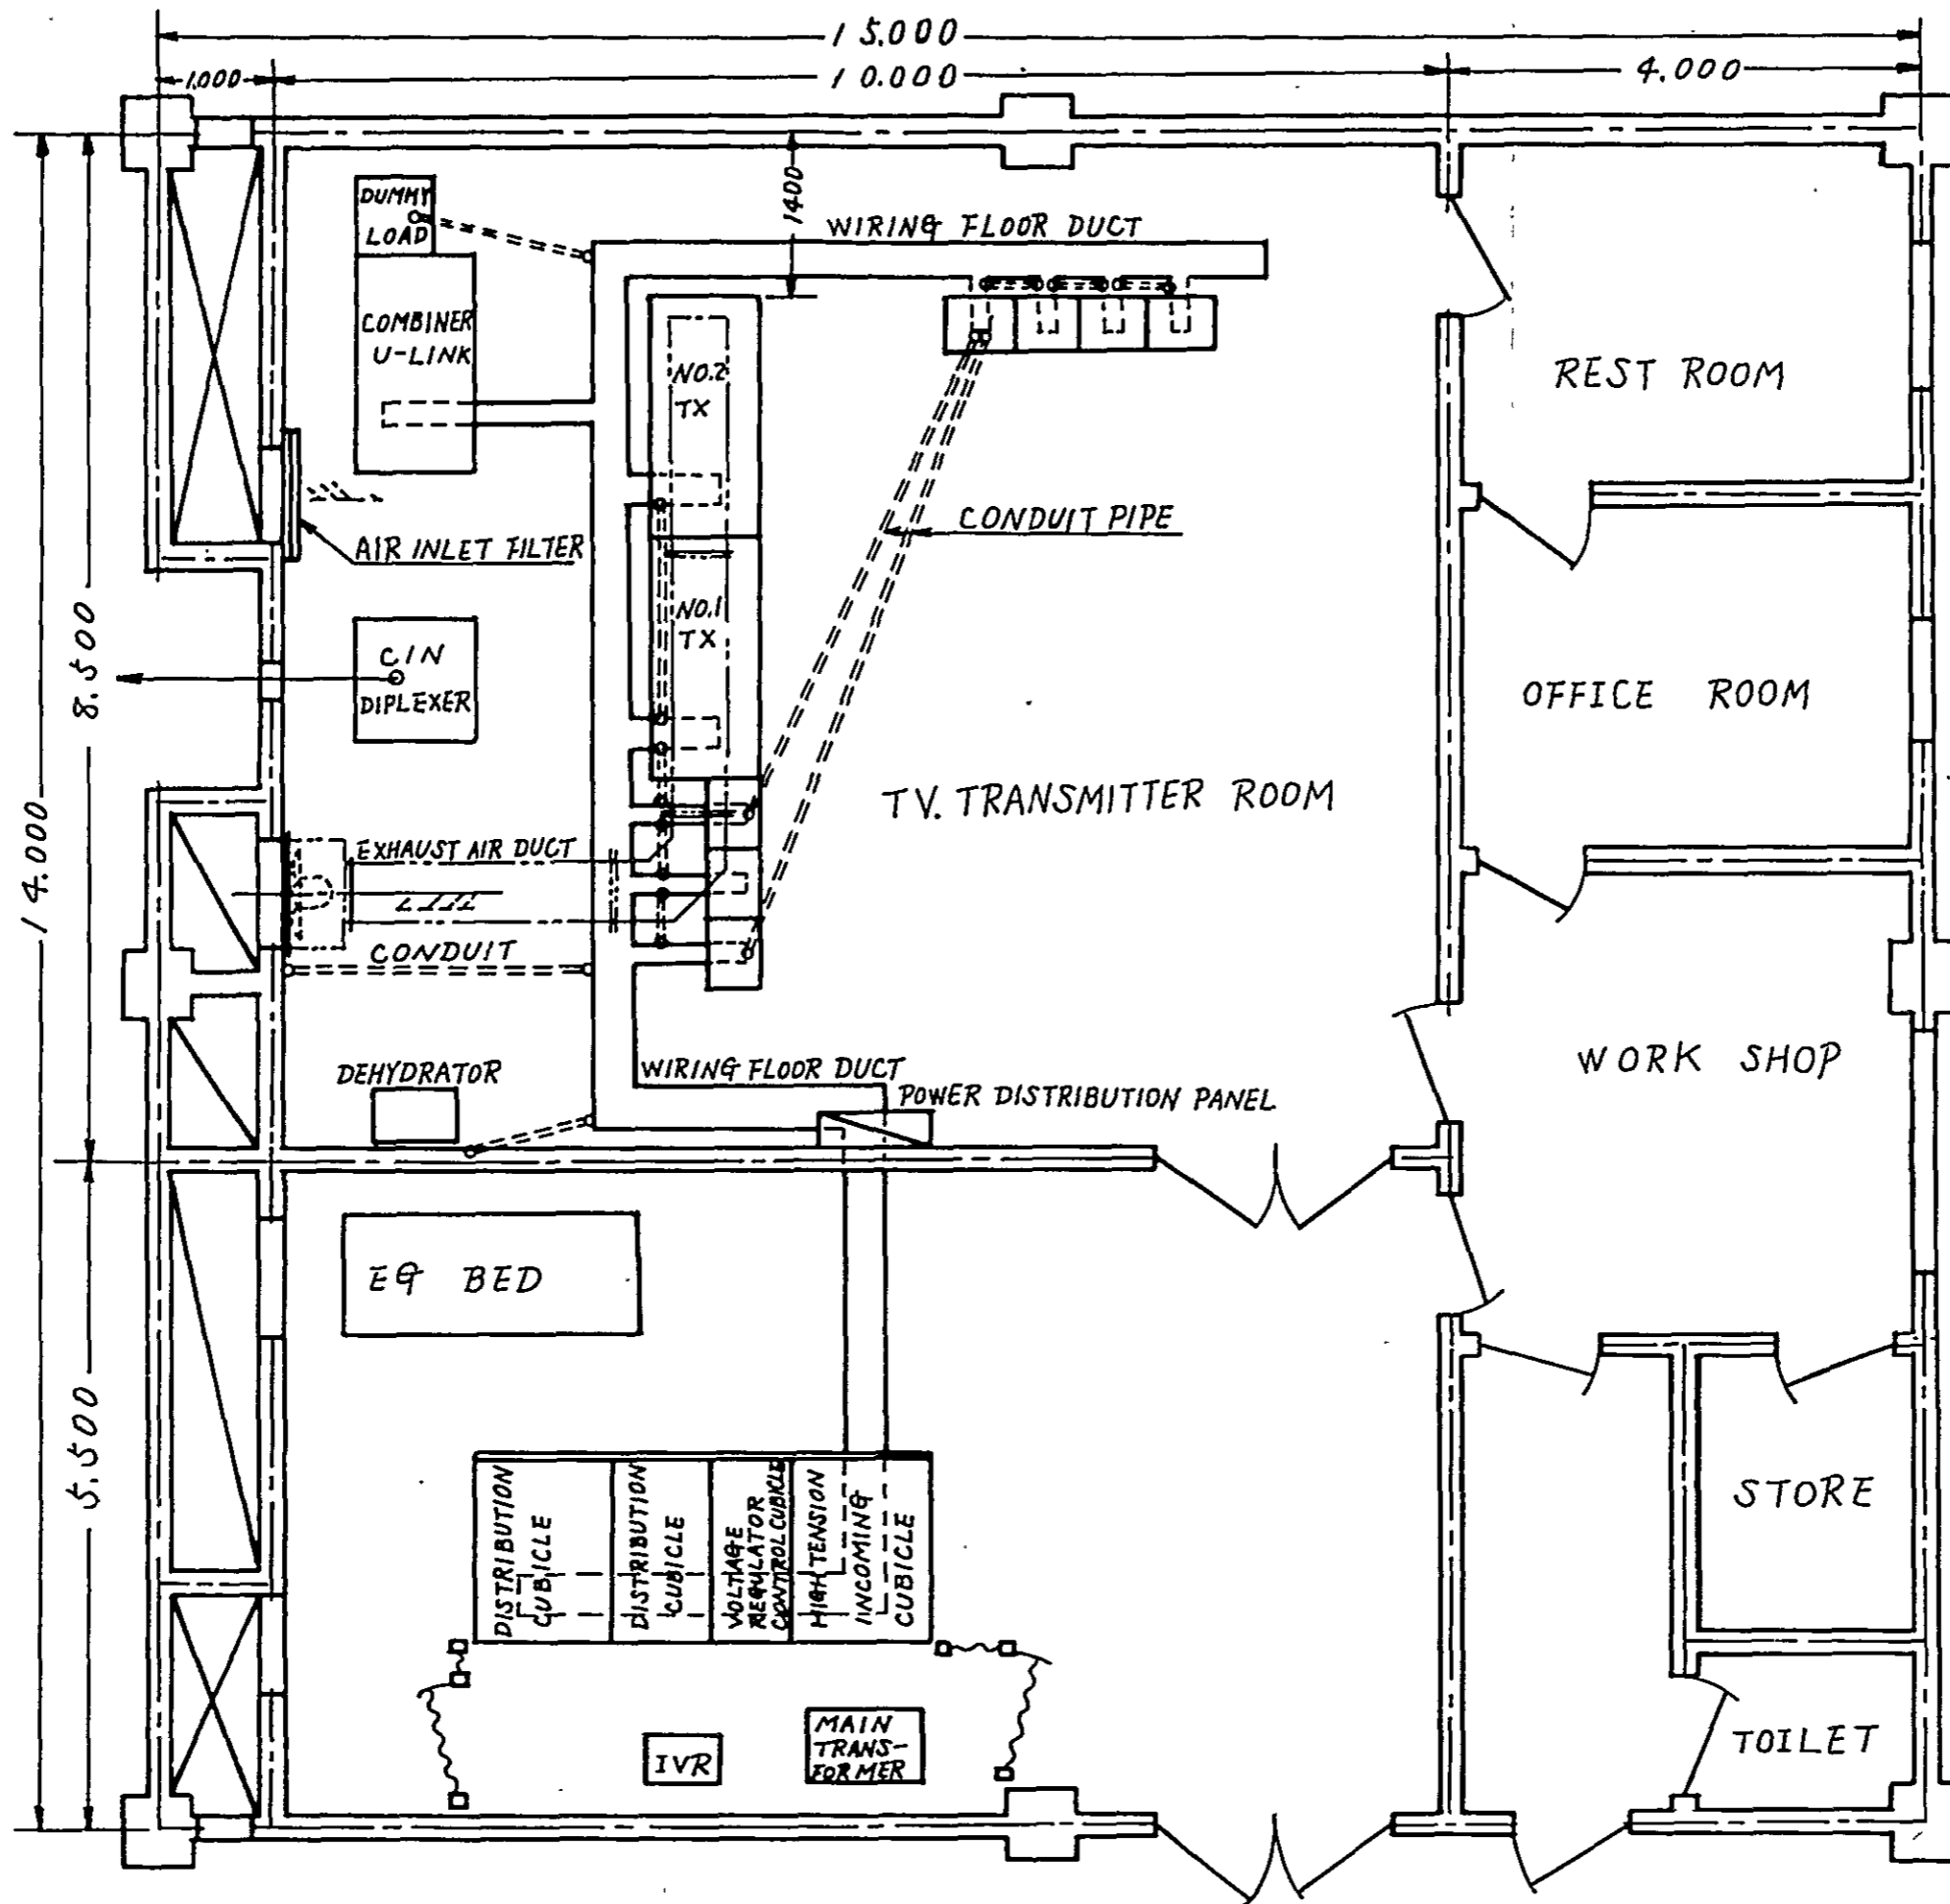 15.000
1.000
10.000
4.000
DUMMY
LOAD
1400
WIRING FLOOR DUCT
COMBINER
U-LINK
NO.2
TX
REST ROOM
CONDUIT PIPE
AIR INLET FILTER
NO.1
TX
8.500
C/N
DIPLEXER
OFFICE ROOM
TV. TRANSMITTER ROOM
14.000
EXHAUST AIR DUCT
CONDUIT
WORK SHOP
DEHYDRATOR
WIRING FLOOR DUCT
POWER DISTRIBUTION PANEL
EG BED
5.500
DISTRIBUTION
CUBICLE
DISTRIBUTION
CUBICLE
VOLTAGE
REGULATOR
CONTROL CUBICLE
HIGH TENSION
INCOMING
CUBICLE
STORE
IVR
MAIN
TRANS-
FORMER
TOILET